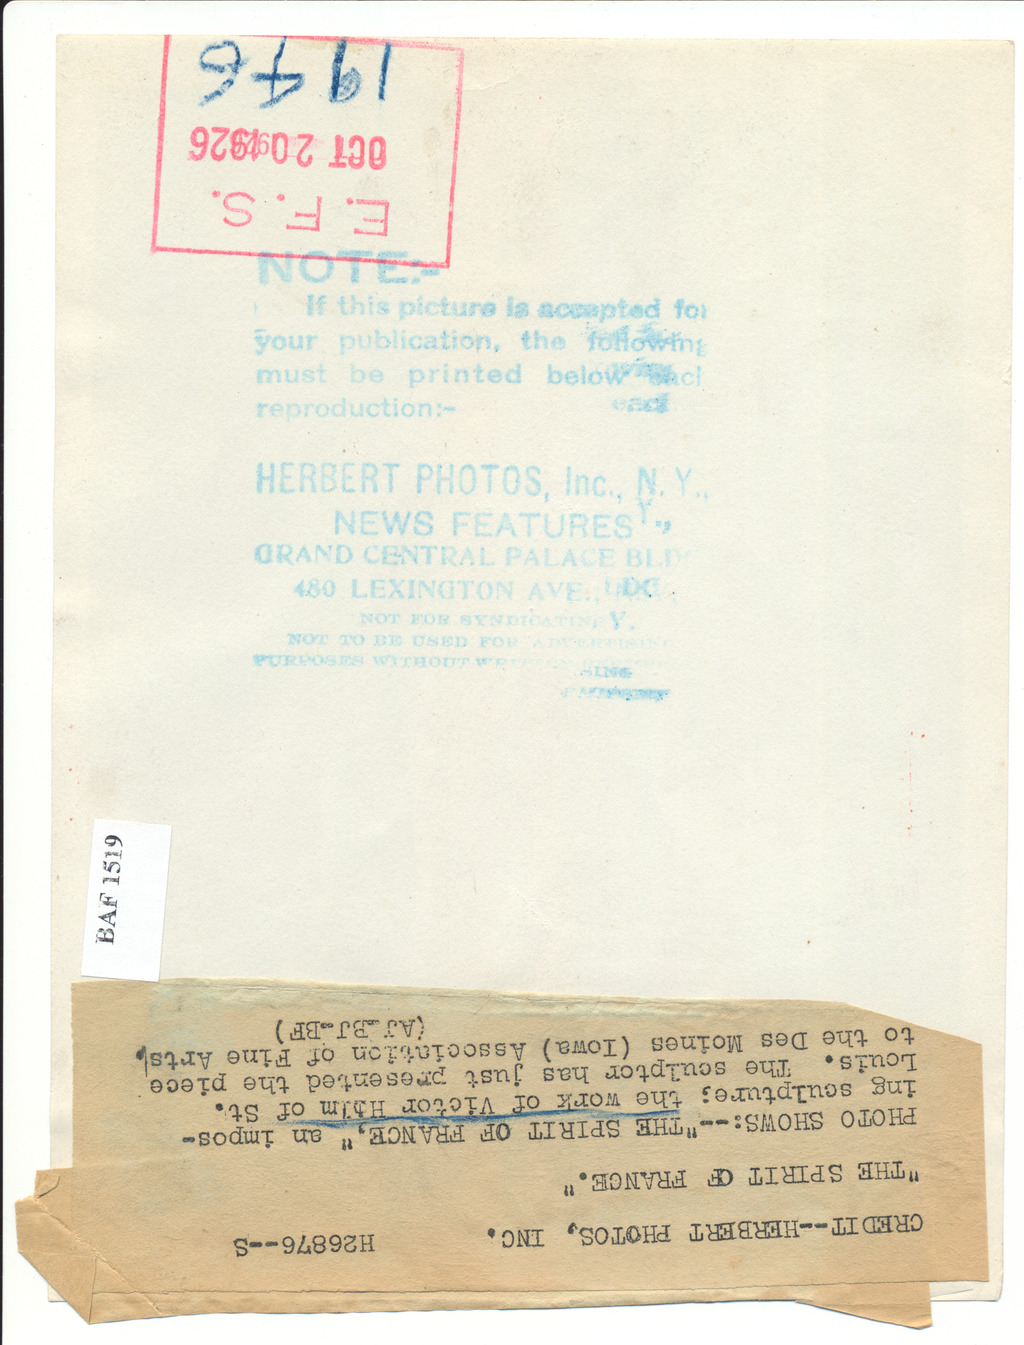 E. F. S.
OCT 20 1926
NOTE:-
If this picture is accepted for
your publication, the following
must be printed below each
reproduction:-
HERBERT PHOTOS, Inc., N. Y.,
NEWS FEATURES
GRAND CENTRAL PALACE BLDG
480 LEXINGTON AVE.,
NOT FOR SYNDICATING
NOT TO BE USED FOR ADVERTISING
PURPOSES WITHOUT WRITTEN
BAF 1519
CREDIT--HERBERT PHOTOS, INC. H26876--S
"THE SPIRIT OF FRANCE."
PHOTO SHOWS:--"THE SPIRIT OF FRANCE," an impos-
ing sculpture; the work of Victor Holm of St.
Louis. The sculptor has just presented the piece
to the Des Moines (Iowa) Association of Fine Arts.
(AJ-BJ-BF)